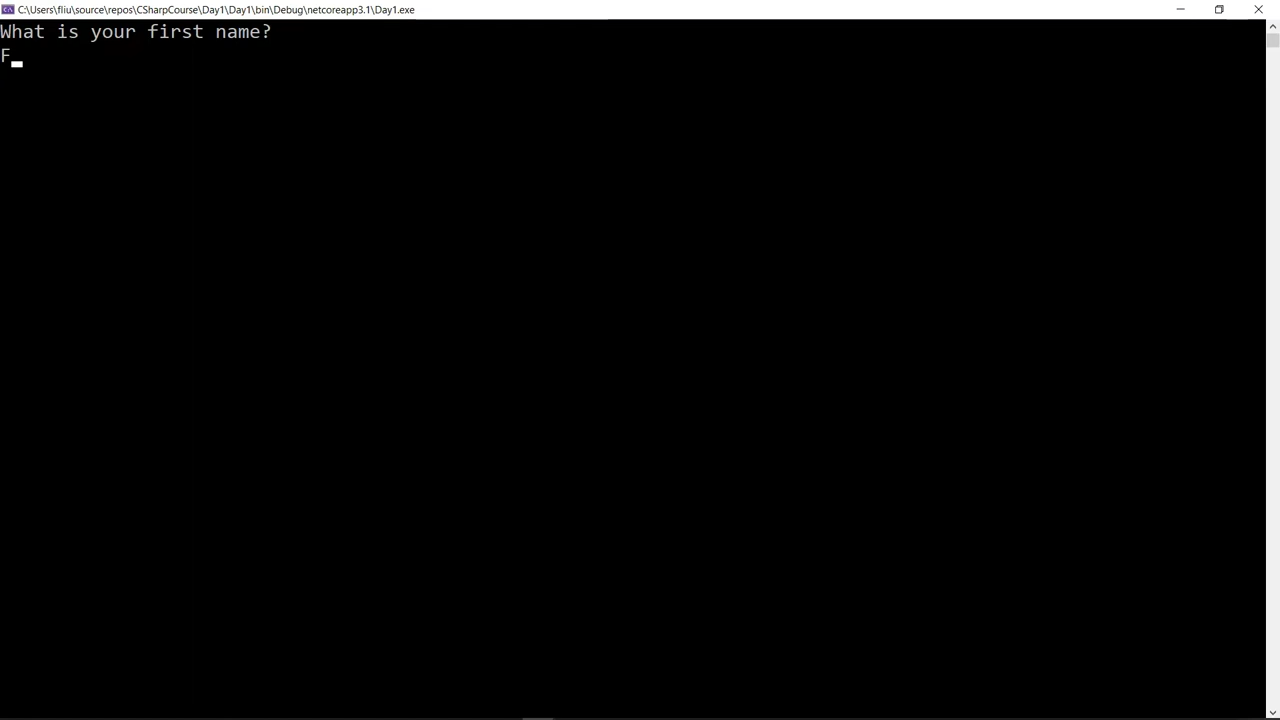 C:\Users\fliu\source\repos\CSharpCourse\Day1\Day1\bin\Debug\netcoreapp3.1\Day1.exe
What is your first name?
F